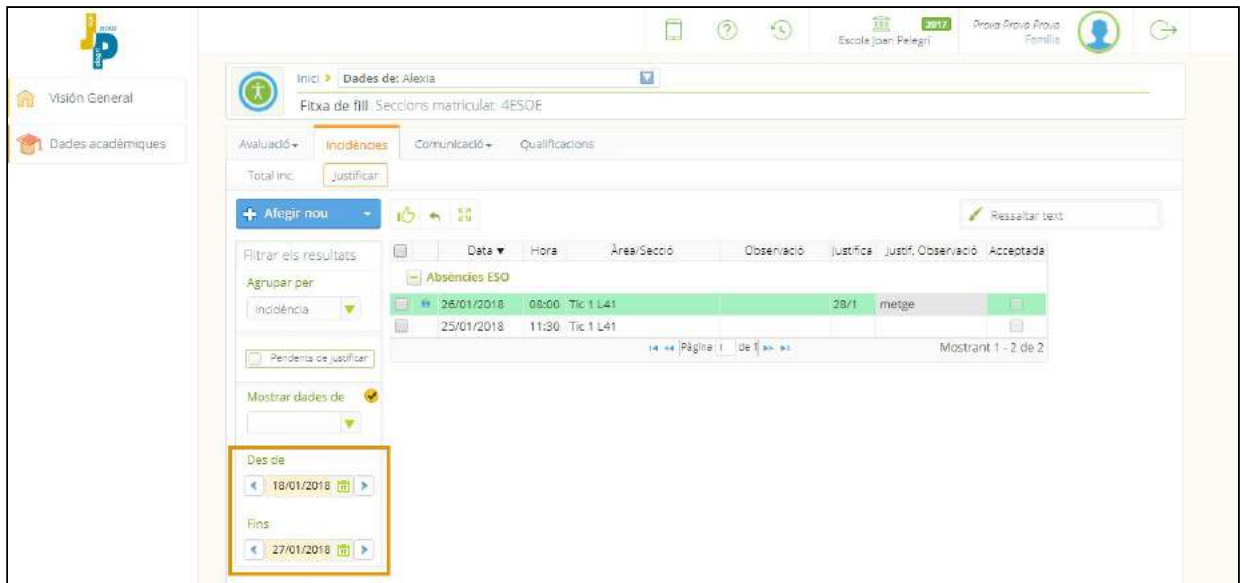 2917
Prova Prova Prova
Escola Joan Pelegrí
Família
Inici > Dades de: Alexia
Visión General
Fitxa de fill. Seccions matriculat: 4ESOE
Dades acadèmiques
Avaluació Incidències Comunicació Qualificacions
Total inc. Justificar
Afegir nou
Ressaltar text
Filtrar els resultats
Data Hora Àrea/Secció Observació Justifica Justif. Observació Acceptada
Absències ESO
Agrupar per
26/01/2018 08:00 Tic 1 L41 28/1 metge
Incidència
25/01/2018 11:30 Tic 1 L41
Pàgina 1 de 1 Mostrant 1 - 2 de 2
Pendents de justificar
Mostrar dades de
Des de
18/01/2018
Fins
27/01/2018